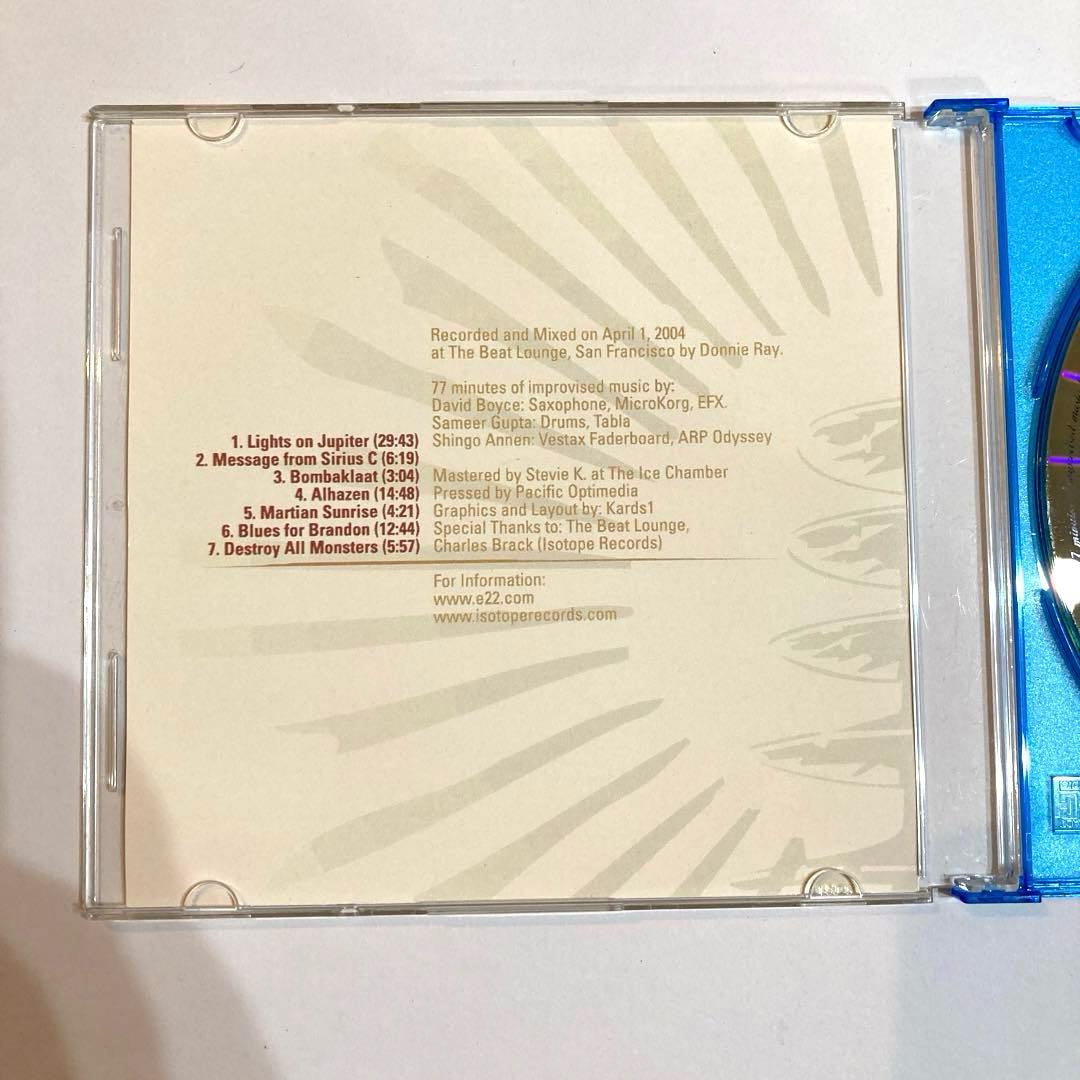 Recorded and Mixed on April 1, 2004
at The Beat Lounge, San Francisco by Donnie Ray.
77 minutes of improvised music by:
David Boyce: Saxophone, MicroKorg, EFX.
Sameer Gupta: Drums, Tabla
Shingo Annen: Vestax Faderboard, ARP Odyssey
1. Lights on Jupiter (29:43)
2. Message from Sirius C (6:19)
3. Bombaklaat (3:04)
4. Alhazen (14:48)
5. Martian Sunrise (4:21)
6. Blues for Brandon (12:44)
7. Destroy All Monsters (5:57)
Mastered by Stevie K. at The Ice Chamber
Pressed by Pacific Optimedia
Graphics and Layout by: Kards1
Special Thanks to: The Beat Lounge,
Charles Brack (Isotope Records)
For Information:
www.e22.com
www.isotoperecords.com